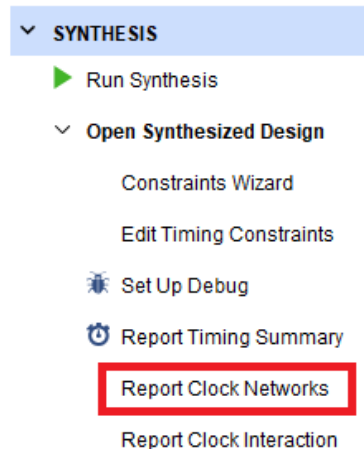 SYNTHESIS
Run Synthesis
Open Synthesized Design
Constraints Wizard
Edit Timing Constraints
Set Up Debug
Report Timing Summary
Report Clock Networks
Report Clock Interaction